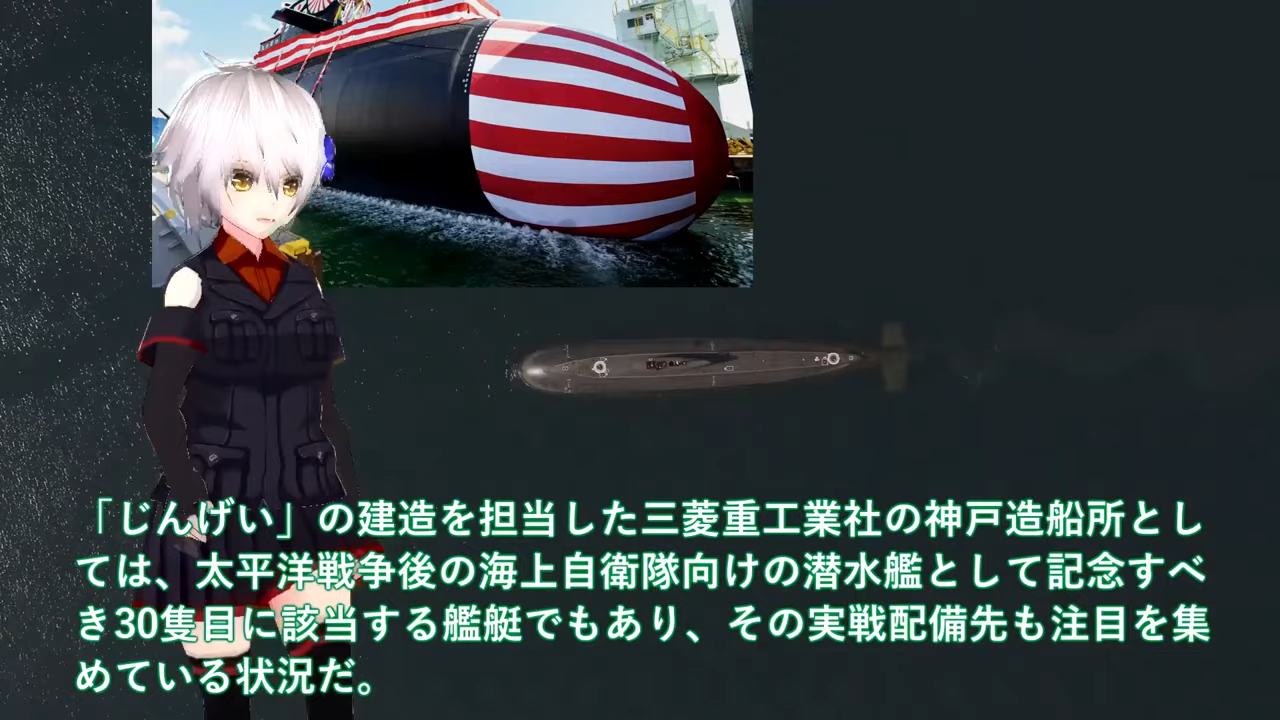 「じんげい」の建造を担当した三菱重工業社の神戸造船所とし
ては、太平洋戦争後の海上自衛隊向けの潜水艦として記念すべ
き30隻目に該当する艦艇でもあり、その実戦配備先も注目を集
めている状況だ。